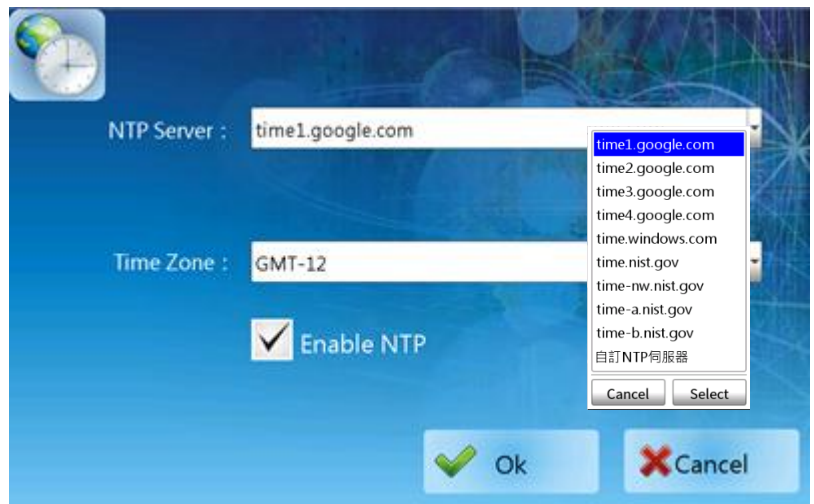 NTP Server : time1.google.com
time1.google.com
time2.google.com
time3.google.com
time4.google.com
time.windows.com
time.nist.gov
time-nw.nist.gov
time-a.nist.gov
time-b.nist.gov
自訂NTP伺服器
Cancel Select
Time Zone : GMT-12
Enable NTP
Ok Cancel